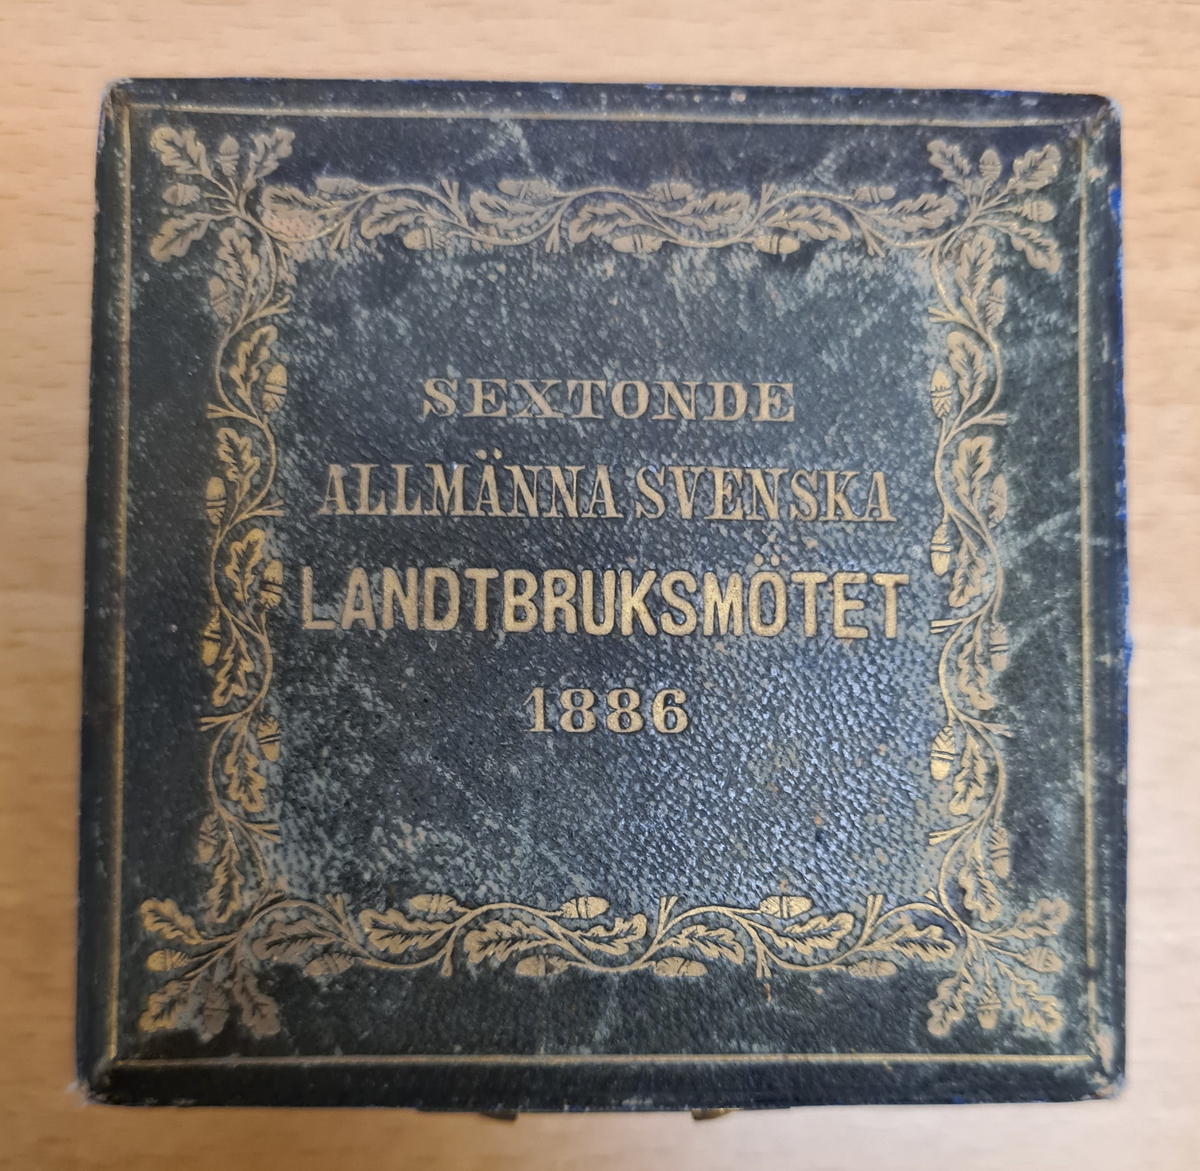 SEXTONDE
ALLMÄNNA SVENSKA
LANDTBRUKSMÖTET
1886